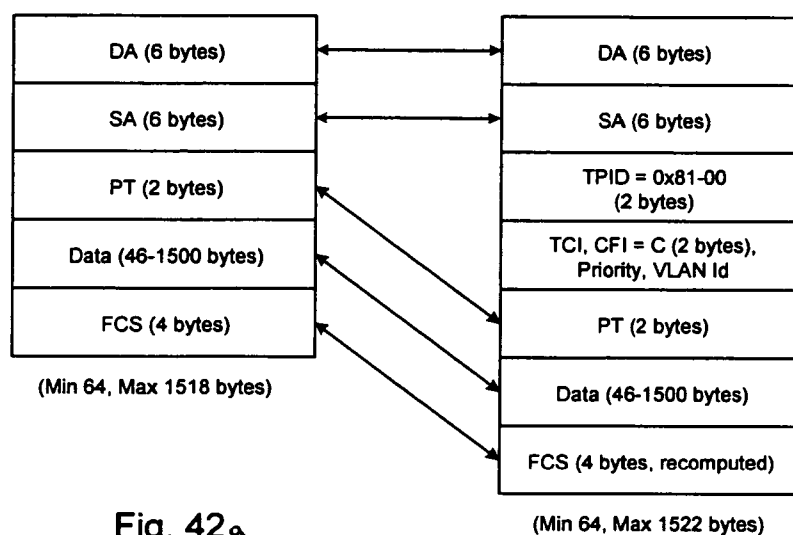 DA (6 bytes)
SA (6 bytes)
PT (2 bytes)
Data (46-1500 bytes)
FCS (4 bytes)
(Min 64, Max 1518 bytes)
DA (6 bytes)
SA (6 bytes)
TPID = 0x81-00
(2 bytes)
TCI, CFI = C (2 bytes),
Priority, VLAN Id
PT (2 bytes)
Data (46-1500 bytes)
FCS (4 bytes, recomputed)
(Min 64, Max 1522 bytes)
Fig. 42a